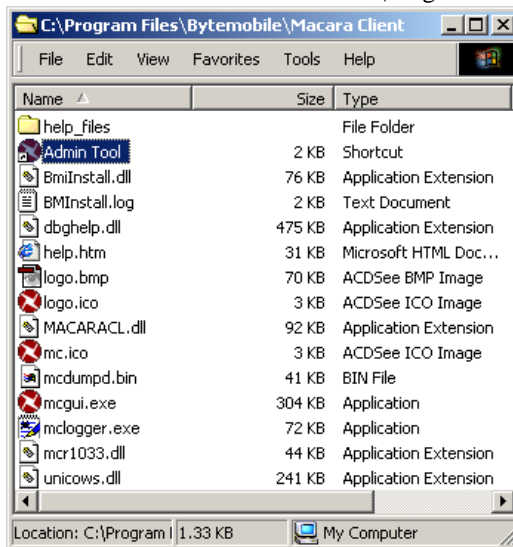 C:\Program Files\Bytemobile\Macara Client
File Edit View Favorites Tools Help
Name Size Type
help_files File Folder
Admin Tool 2 KB Shortcut
BmiInstall.dll 76 KB Application Extension
BMInstall.log 2 KB Text Document
dbghelp.dll 475 KB Application Extension
help.htm 31 KB Microsoft HTML Doc...
logo.bmp 70 KB ACDSee BMP Image
logo.ico 3 KB ACDSee ICO Image
MACARACL.dll 92 KB Application Extension
mc.ico 3 KB ACDSee ICO Image
mcdumpd.bin 41 KB BIN File
mcgui.exe 304 KB Application
mclogger.exe 72 KB Application
mcr1033.dll 44 KB Application Extension
unicows.dll 241 KB Application Extension
Location: C:\Program 1.33 KB My Computer